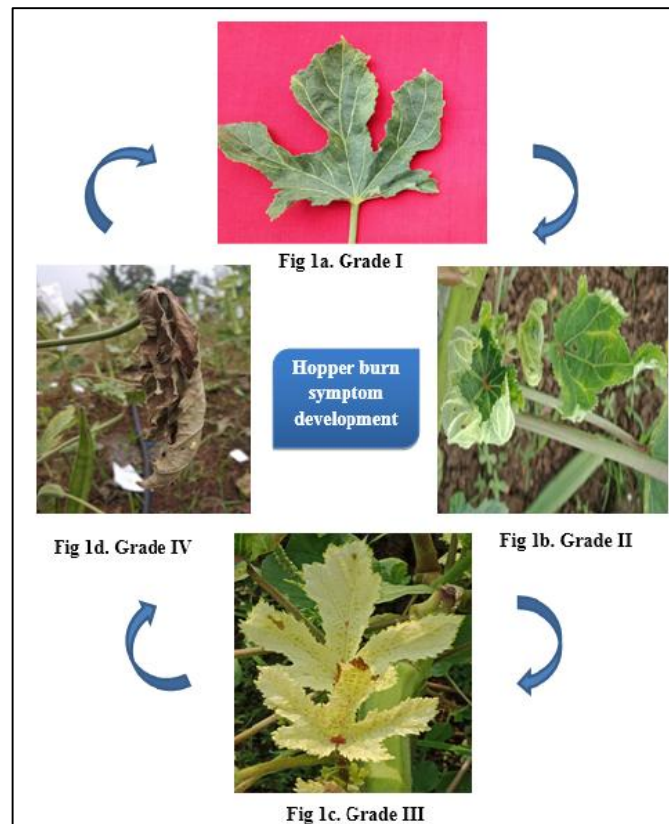 Fig 1a. Grade I
Hopper burn
symptom
development
Fig 1d. Grade IV
Fig 1b. Grade II
Fig 1c. Grade III